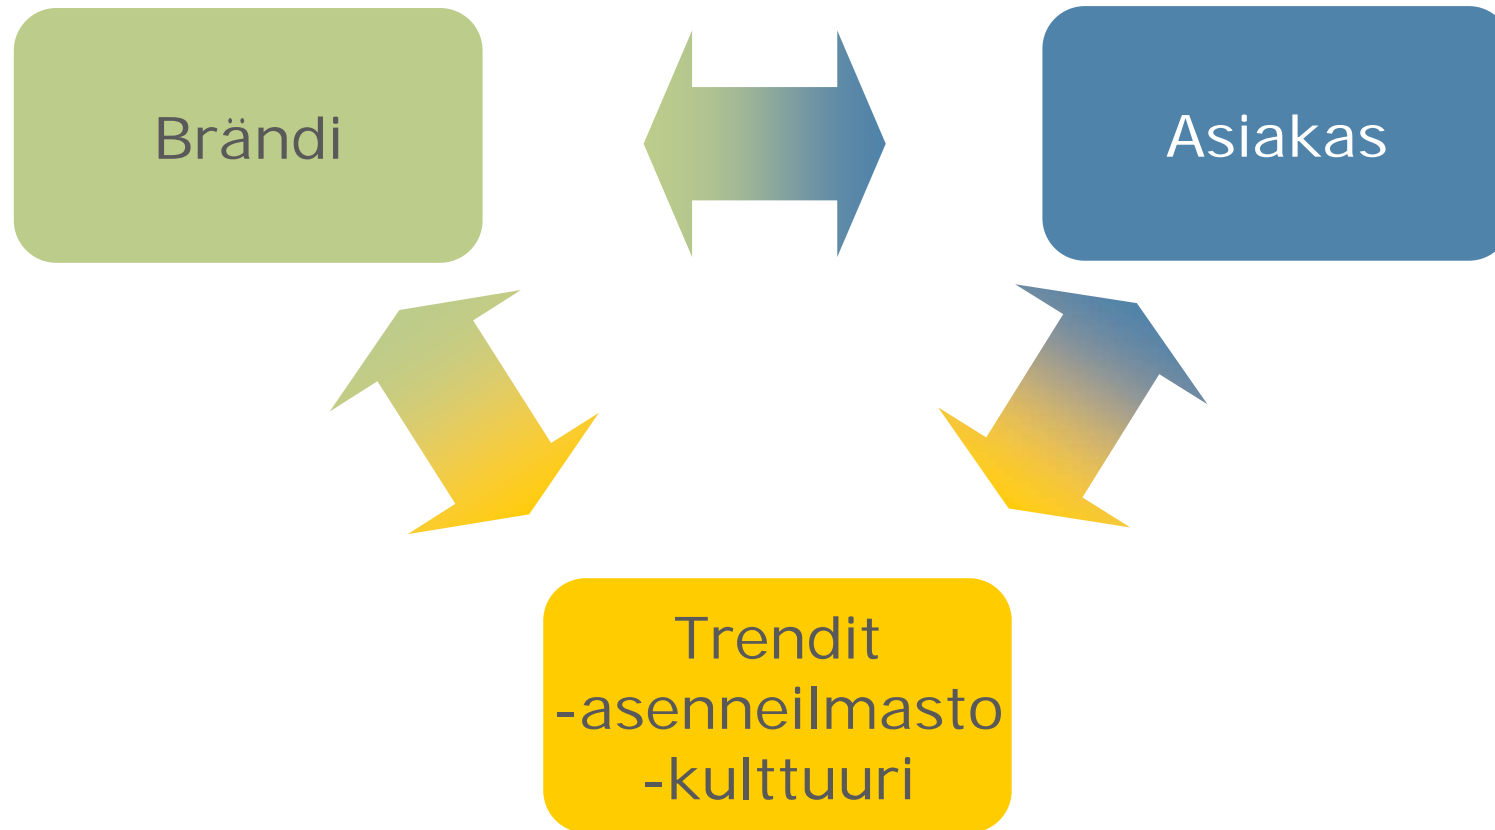 Brändi
Asiakas
Trendit
-asenneilmasto
-kulttuuri